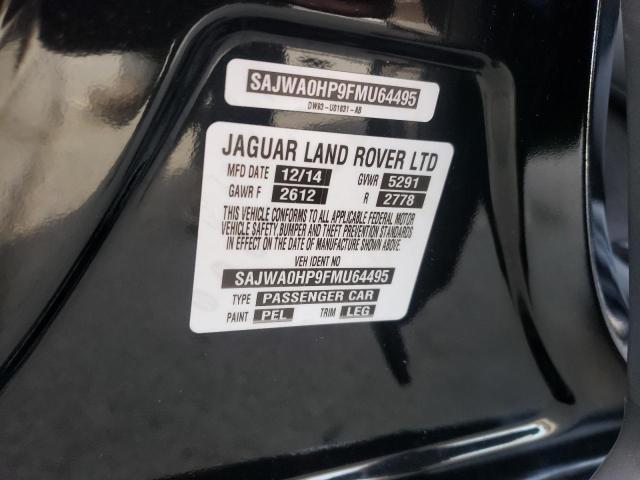 SAJWA0HP9FMU64495
DW93-U01631-AB
JAGUAR LAND ROVER LTD
MFD DATE 12/14 GVWR 5291
GAWR F 2612 R 2778
THIS VEHICLE CONFORMS TO ALL APPLICABLE FEDERAL MOTOR
VEHICLE SAFETY, BUMPER AND THEFT PREVENTION STANDARDS
IN EFFECT ON THE DATE OF MANUFACTURE SHOWN ABOVE.
VEH IDENT NO
SAJWA0HP9FMU64495
TYPE PASSENGER CAR
PAINT PEL TRIM LEG